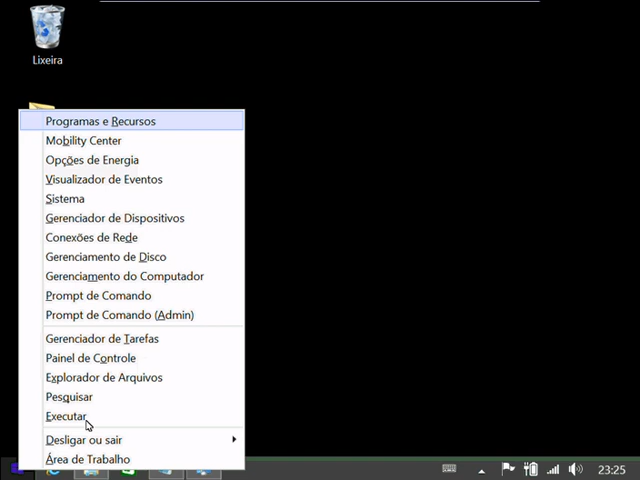 Lixeira
Programas e Recursos
Mobility Center
Opções de Energia
Visualizador de Eventos
Sistema
Gerenciador de Dispositivos
Conexões de Rede
Gerenciamento de Disco
Gerenciamento do Computador
Prompt de Comando
Prompt de Comando (Admin)
Gerenciador de Tarefas
Painel de Controle
Explorador de Arquivos
Pesquisar
Executar
Desligar ou sair
Área de Trabalho
23:25